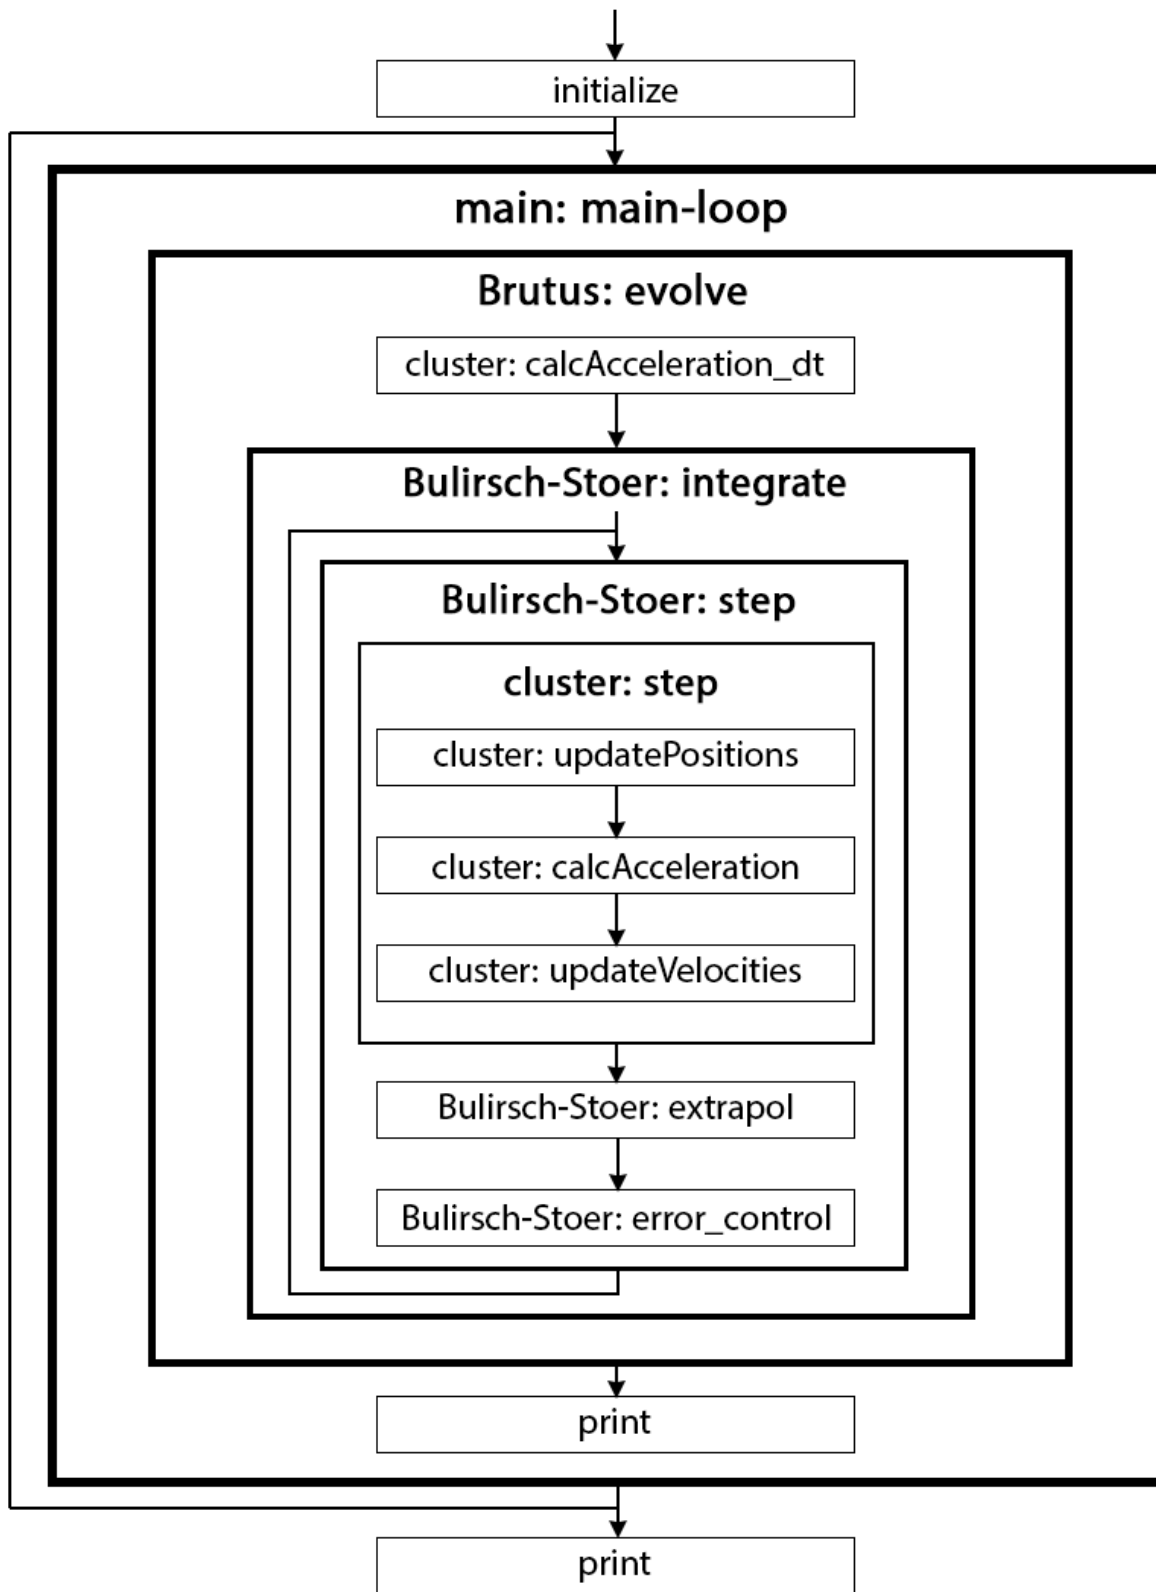 initialize
main: main-loop
Brutus: evolve
cluster: calcAcceleration_dt
Bulirsch-Stoer: integrate
Bulirsch-Stoer: step
cluster: step
cluster: updatePositions
cluster: calcAcceleration
cluster: updateVelocities
Bulirsch-Stoer: extrapol
Bulirsch-Stoer: error_control
print
print